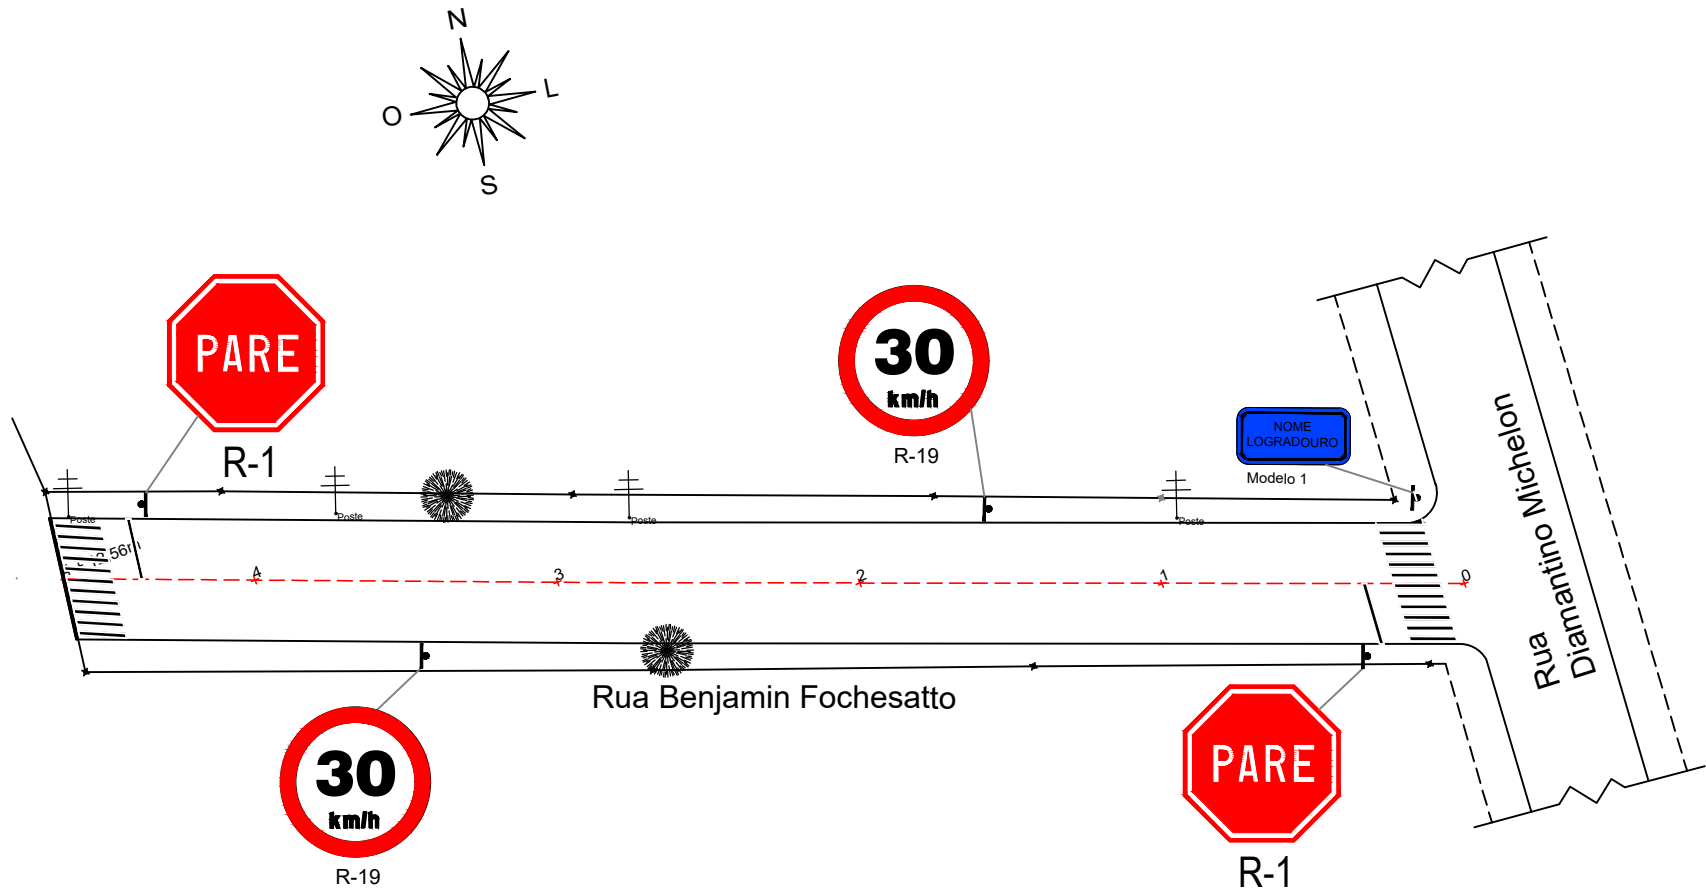 N
L
O
S
PARE
R-1
30
km/h
R-19
NOME
LOGRADOURO
Modelo 1
Rua
Diamantino Michelon
Poste
Poste
Poste
Poste
4
3
2
1
0
Rua Benjamin Fochesatto
30
km/h
R-19
PARE
R-1